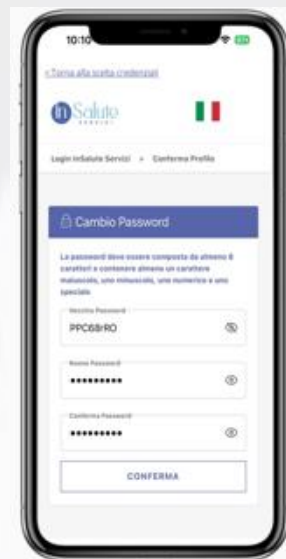 10:10
< Torna alla scelta credenziali
InSalute
SERVIZI
Login InSalute Servizi > Conferma Profilo
Cambio Password
La password deve essere composta da almeno 8
caratteri e contenere almeno un carattere
maiuscolo, uno minuscolo, uno numerico e uno
speciale
Vecchia Password
PPC68rRO
Nuova Password
•••••••••
Conferma Password
•••••••••
CONFERMA